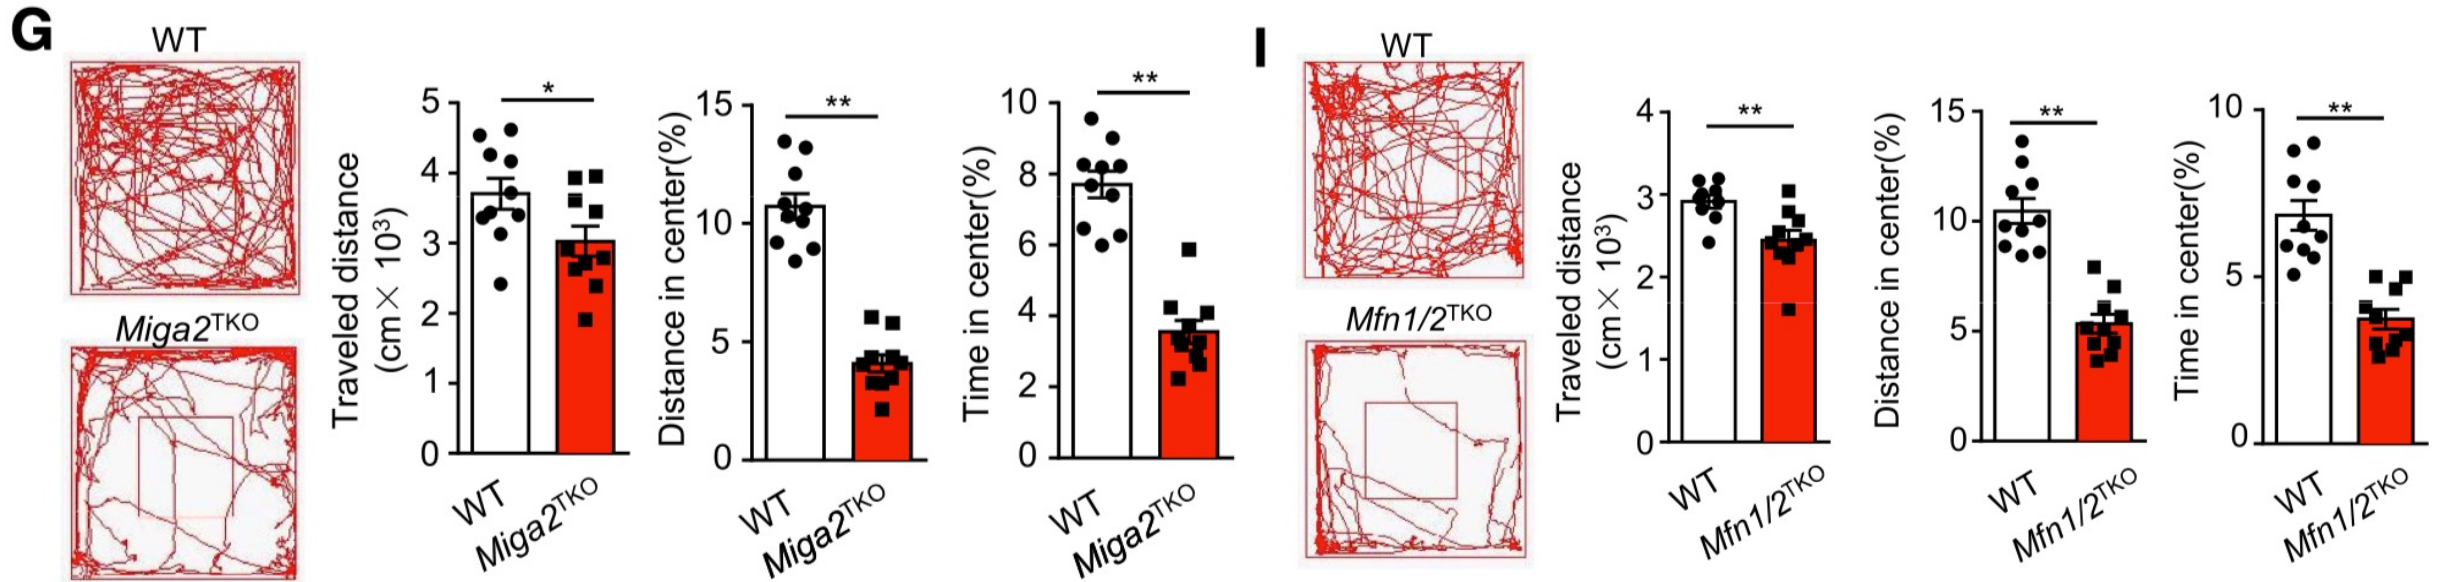 G
WT
Miga2TKO
Traveled distance
(cm× 10³)
5
4
3
2
1
0
*
WT
Miga2TKO
Distance in center(%)
15
10
5
0
**
WT
Miga2TKO
Time in center(%)
10
8
6
4
2
0
**
WT
Miga2TKO
I
WT
Mfn1/2TKO
Traveled distance
(cm× 10³)
4
3
2
1
0
**
WT
Mfn1/2TKO
Distance in center(%)
15
10
5
0
**
WT
Mfn1/2TKO
Time in center(%)
10
5
0
**
WT
Mfn1/2TKO